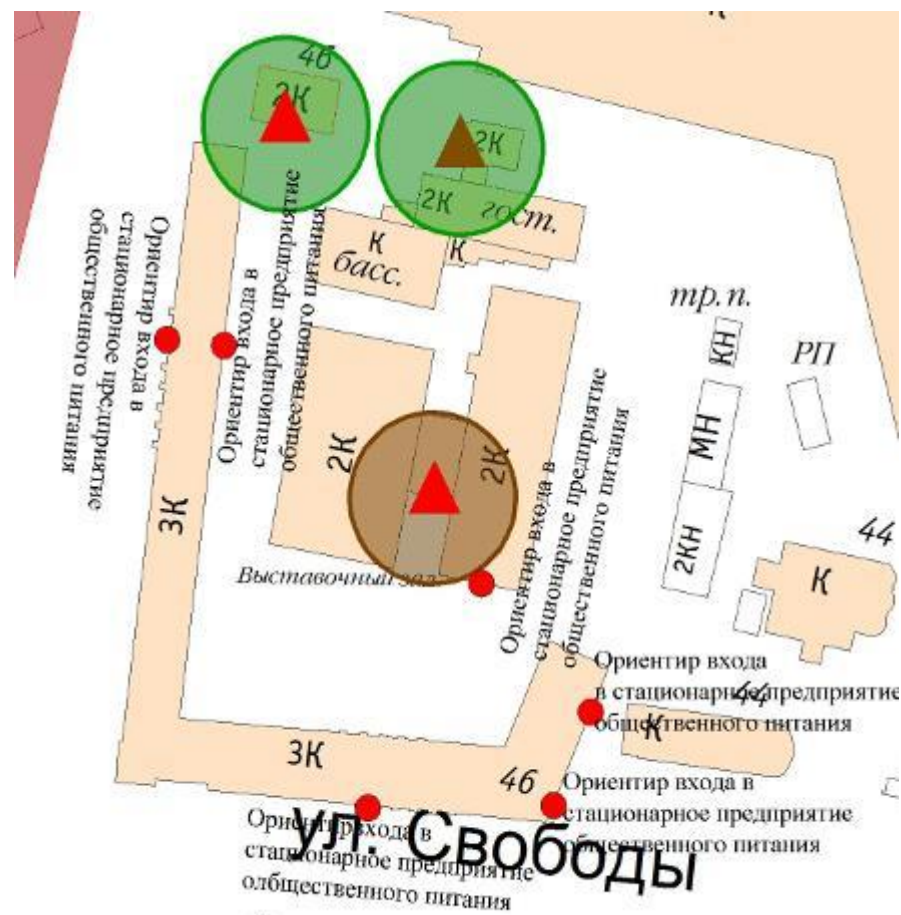 К
46
2К
2К
2К
гост.
К
басс.
К
Ориентир входа в
стационарное предприятие
общественного питания
Ориентир входа в
стационарное предприятие
общественного питания
тр. п.
КН
РП
МН
2КН
2К
2К
3К
Выставочный зал
Ориентир входа в
стационарное предприятие
общественного питания
44
К
Ориентир входа
в стационарное предприятие
общественного питания
44
К
3К
46
Ориентир входа в
стационарное предприятие
общественного питания
ул. Свободы
Ориентир входа в
стационарное предприятие
олбщественного питания